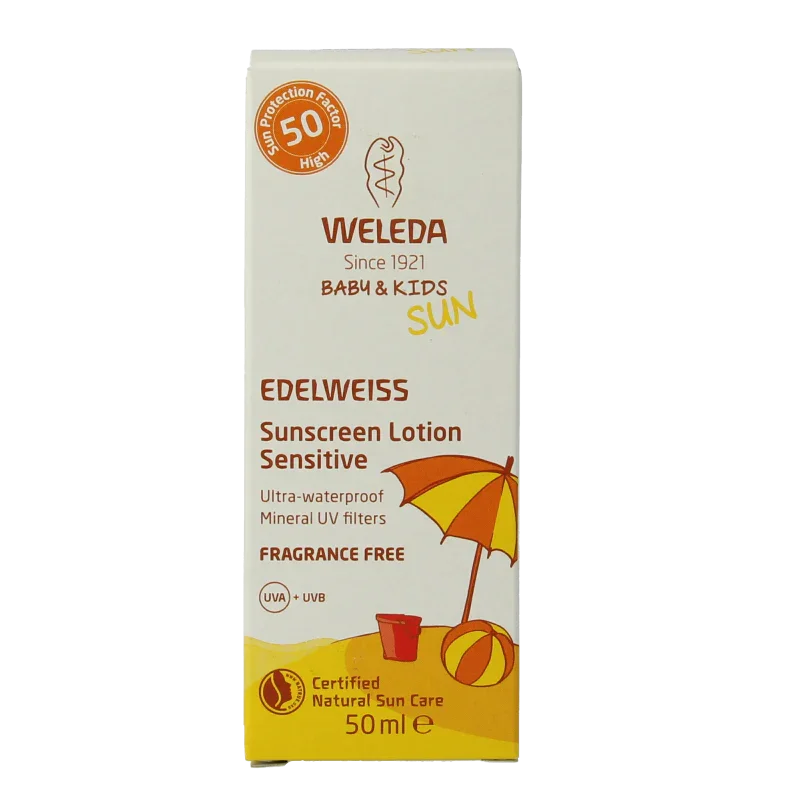 SUN
Sun Protection Factor
50
High
WELEDA
Since 1921
BABY & KIDS
SUN
EDELWEISS
Sunscreen Lotion
Sensitive
Ultra-waterproof
Mineral UV filters
FRAGRANCE FREE
UVA + UVB
Certified
Natural Sun Care
50 ml ℮